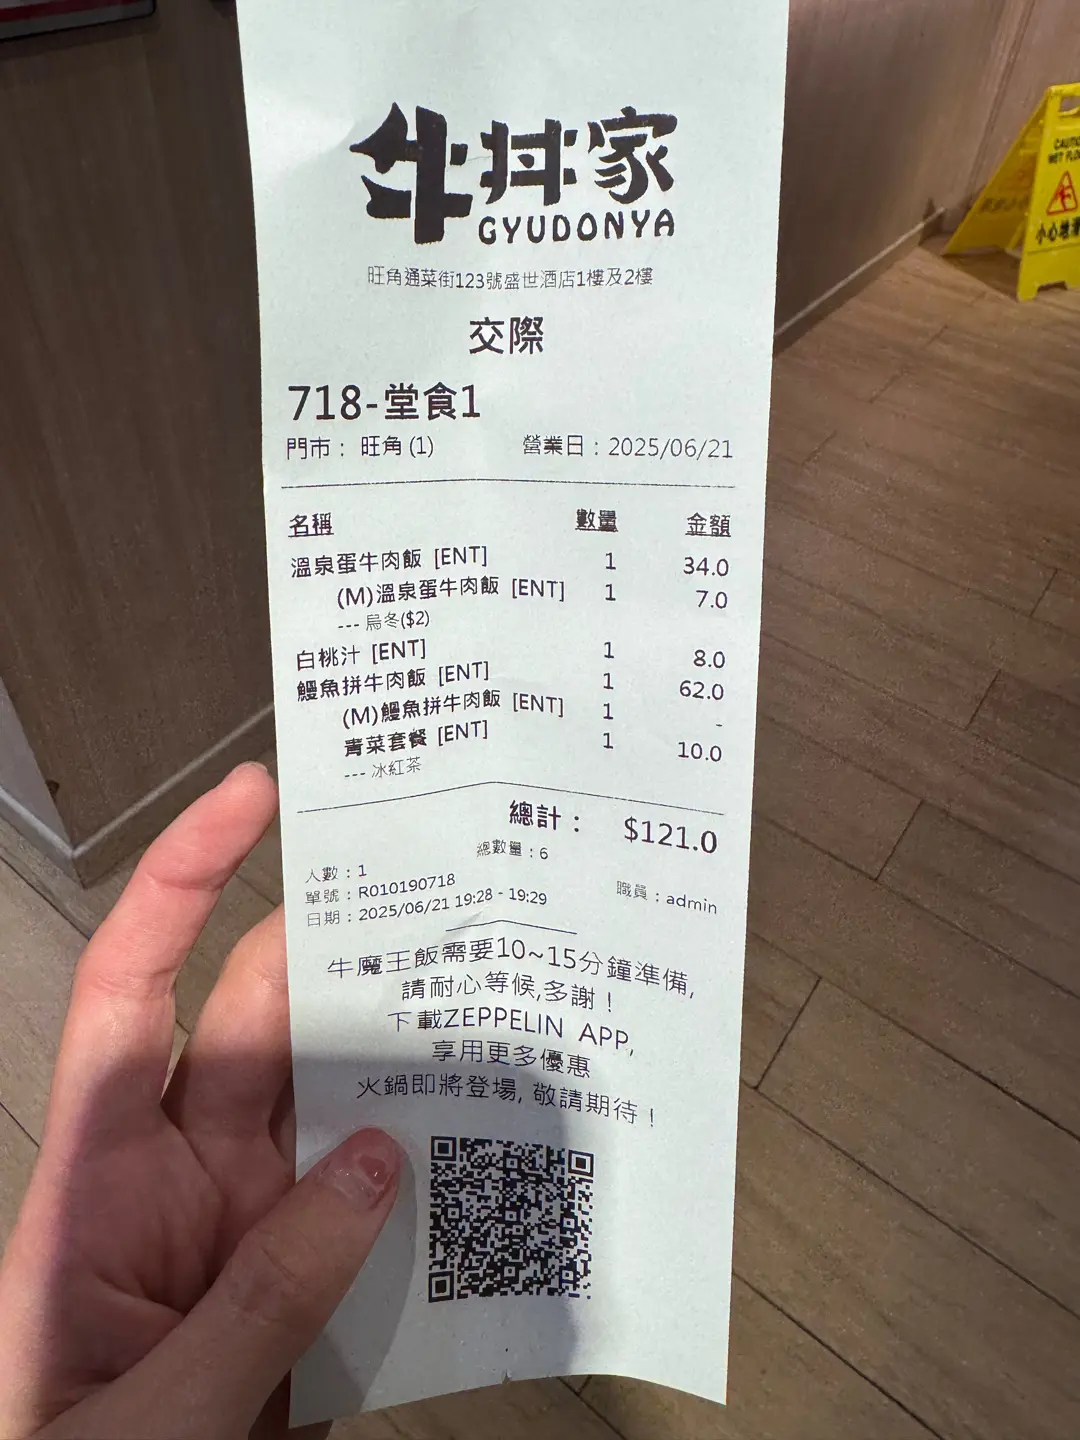 牛丼家
GYUDONYA
旺角通菜街123號盛世酒店1樓及2樓
交際
718-堂食1
門市： 旺角 (1) 營業日：2025/06/21
名稱 數量 金額
溫泉蛋牛肉飯 [ENT] 1 34.0
(M)溫泉蛋牛肉飯 [ENT] 1 7.0
--- 烏冬($2)
白桃汁 [ENT] 1 8.0
鰻魚拼牛肉飯 [ENT] 1 62.0
(M)鰻魚拼牛肉飯 [ENT] 1 -
青菜套餐 [ENT] 1 10.0
--- 冰紅茶
總計： $121.0
總數量：6
人數：1
單號：R010190718 職員：admin
日期：2025/06/21 19:28 - 19:29
牛魔王飯需要10~15分鐘準備,
請耐心等候,多謝！
下載ZEPPELIN APP,
享用更多優惠
火鍋即將登場, 敬請期待！
CAUTION
WET FLOOR
小心地滑